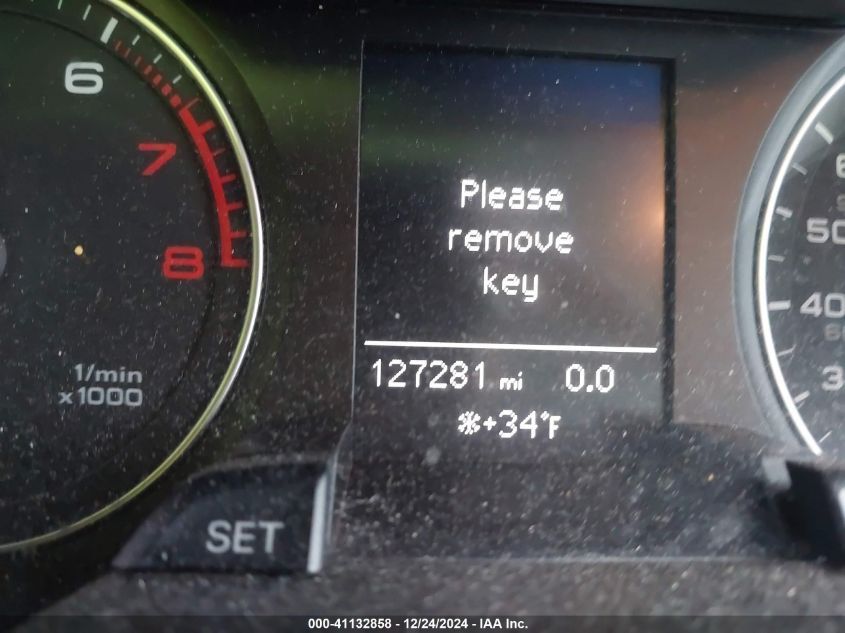 6
7
8
1/min
x1000
Please
remove
key
127281 mi 0.0
❄+34°F
50
40
SET
000-41132858 - 12/24/2024 - IAA Inc.